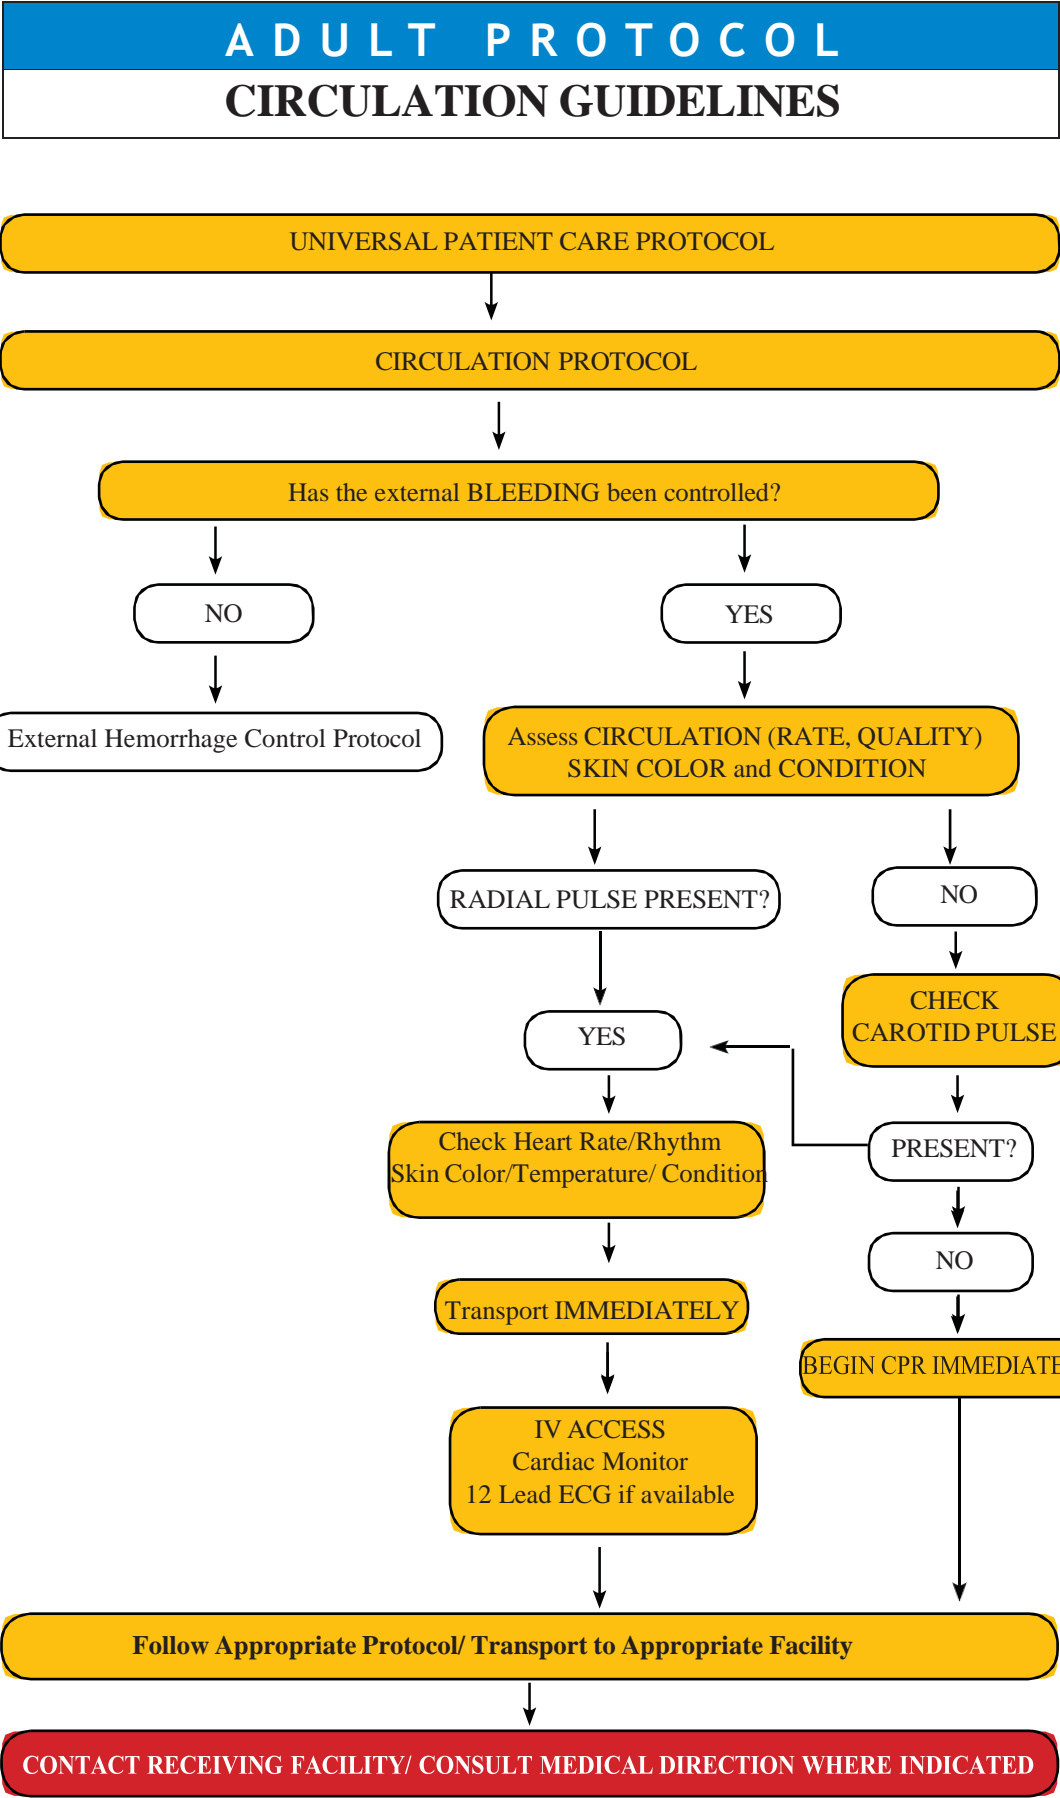 ADULT PROTOCOL
CIRCULATION GUIDELINES
UNIVERSAL PATIENT CARE PROTOCOL
CIRCULATION PROTOCOL
Has the external BLEEDING been controlled?
NO
YES
External Hemorrhage Control Protocol
Assess CIRCULATION (RATE, QUALITY)
SKIN COLOR and CONDITION
RADIAL PULSE PRESENT?
NO
CHECK
CAROTID PULSE
YES
PRESENT?
Check Heart Rate/Rhythm
Skin Color/Temperature/ Condition
NO
Transport IMMEDIATELY
BEGIN CPR IMMEDIATE
IV ACCESS
Cardiac Monitor
12 Lead ECG if available
Follow Appropriate Protocol/ Transport to Appropriate Facility
CONTACT RECEIVING FACILITY/ CONSULT MEDICAL DIRECTION WHERE INDICATED